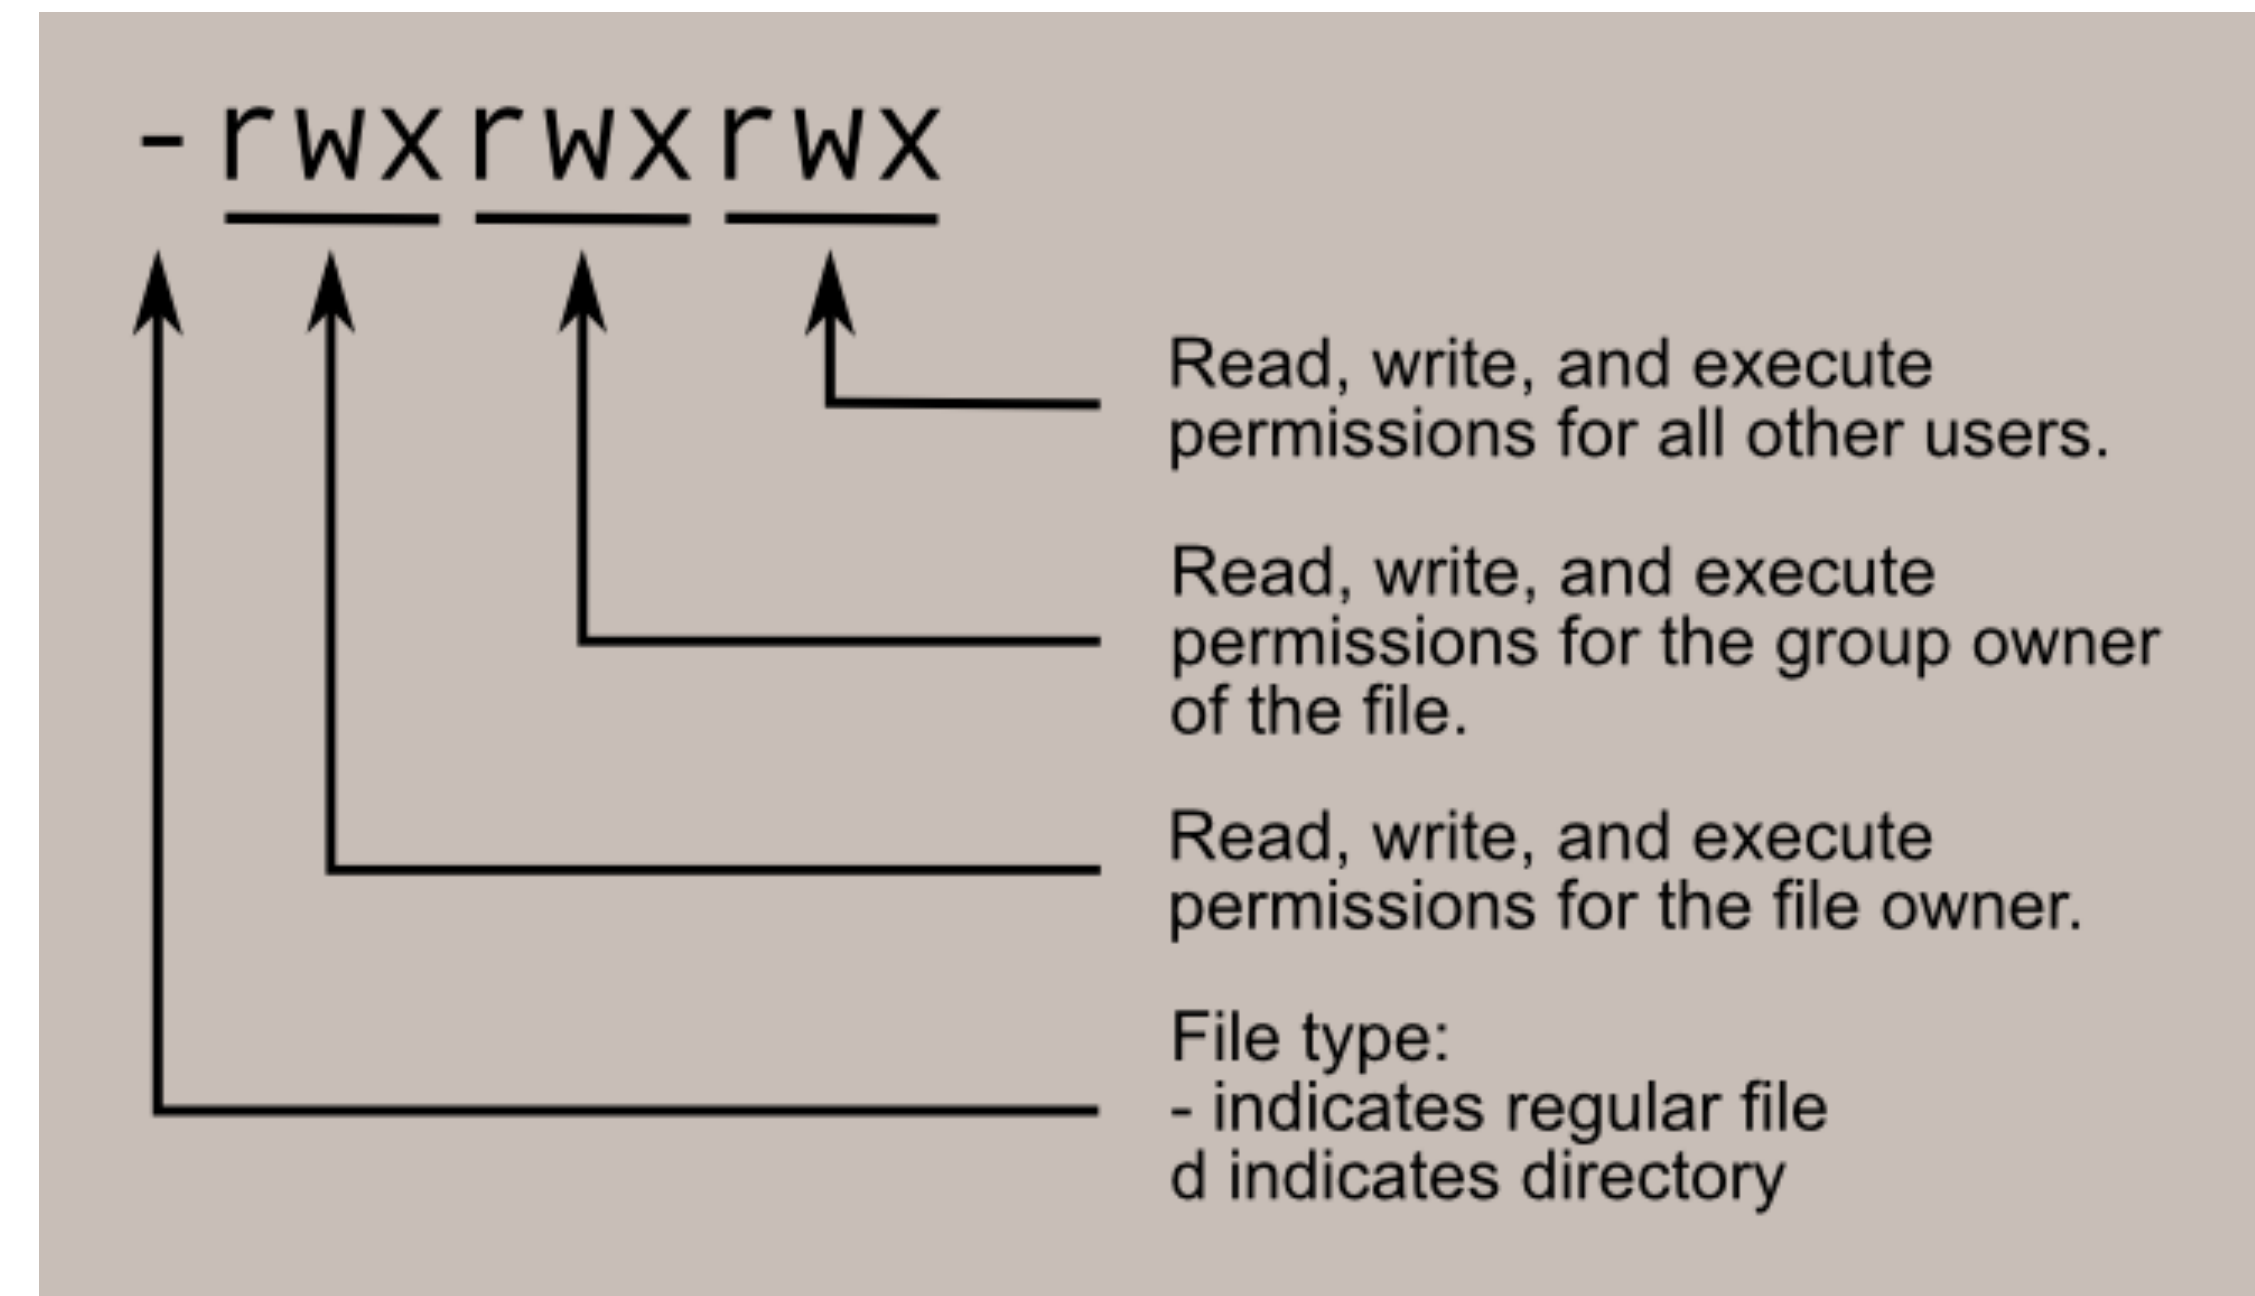 -rwxrwxrwx
Read, write, and execute
permissions for all other users.
Read, write, and execute
permissions for the group owner
of the file.
Read, write, and execute
permissions for the file owner.
File type:
- indicates regular file
d indicates directory